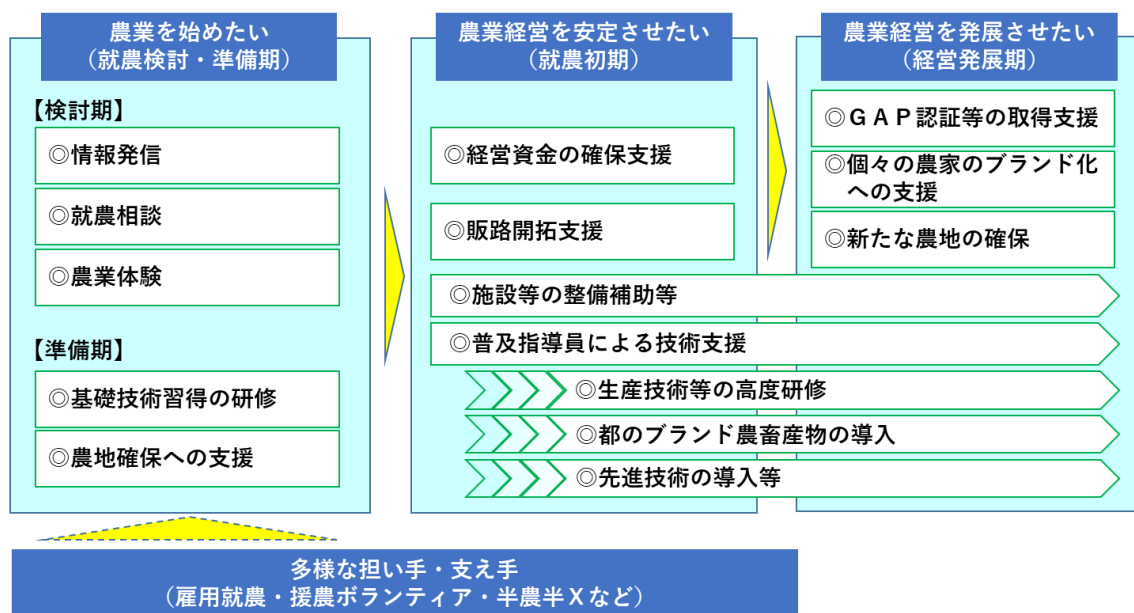 農業を始めたい
（就農検討・準備期）
【検討期】
◎情報発信
◎就農相談
◎農業体験
【準備期】
◎基礎技術習得の研修
◎農地確保への支援
農業経営を安定させたい
（就農初期）
◎経営資金の確保支援
◎販路開拓支援
農業経営を発展させたい
（経営発展期）
◎ＧＡＰ認証等の取得支援
◎個々の農家のブランド化
への支援
◎新たな農地の確保
◎施設等の整備補助等
◎普及指導員による技術支援
◎生産技術等の高度研修
◎都のブランド農畜産物の導入
◎先進技術の導入等
多様な担い手・支え手
（雇用就農・援農ボランティア・半農半Ｘなど）